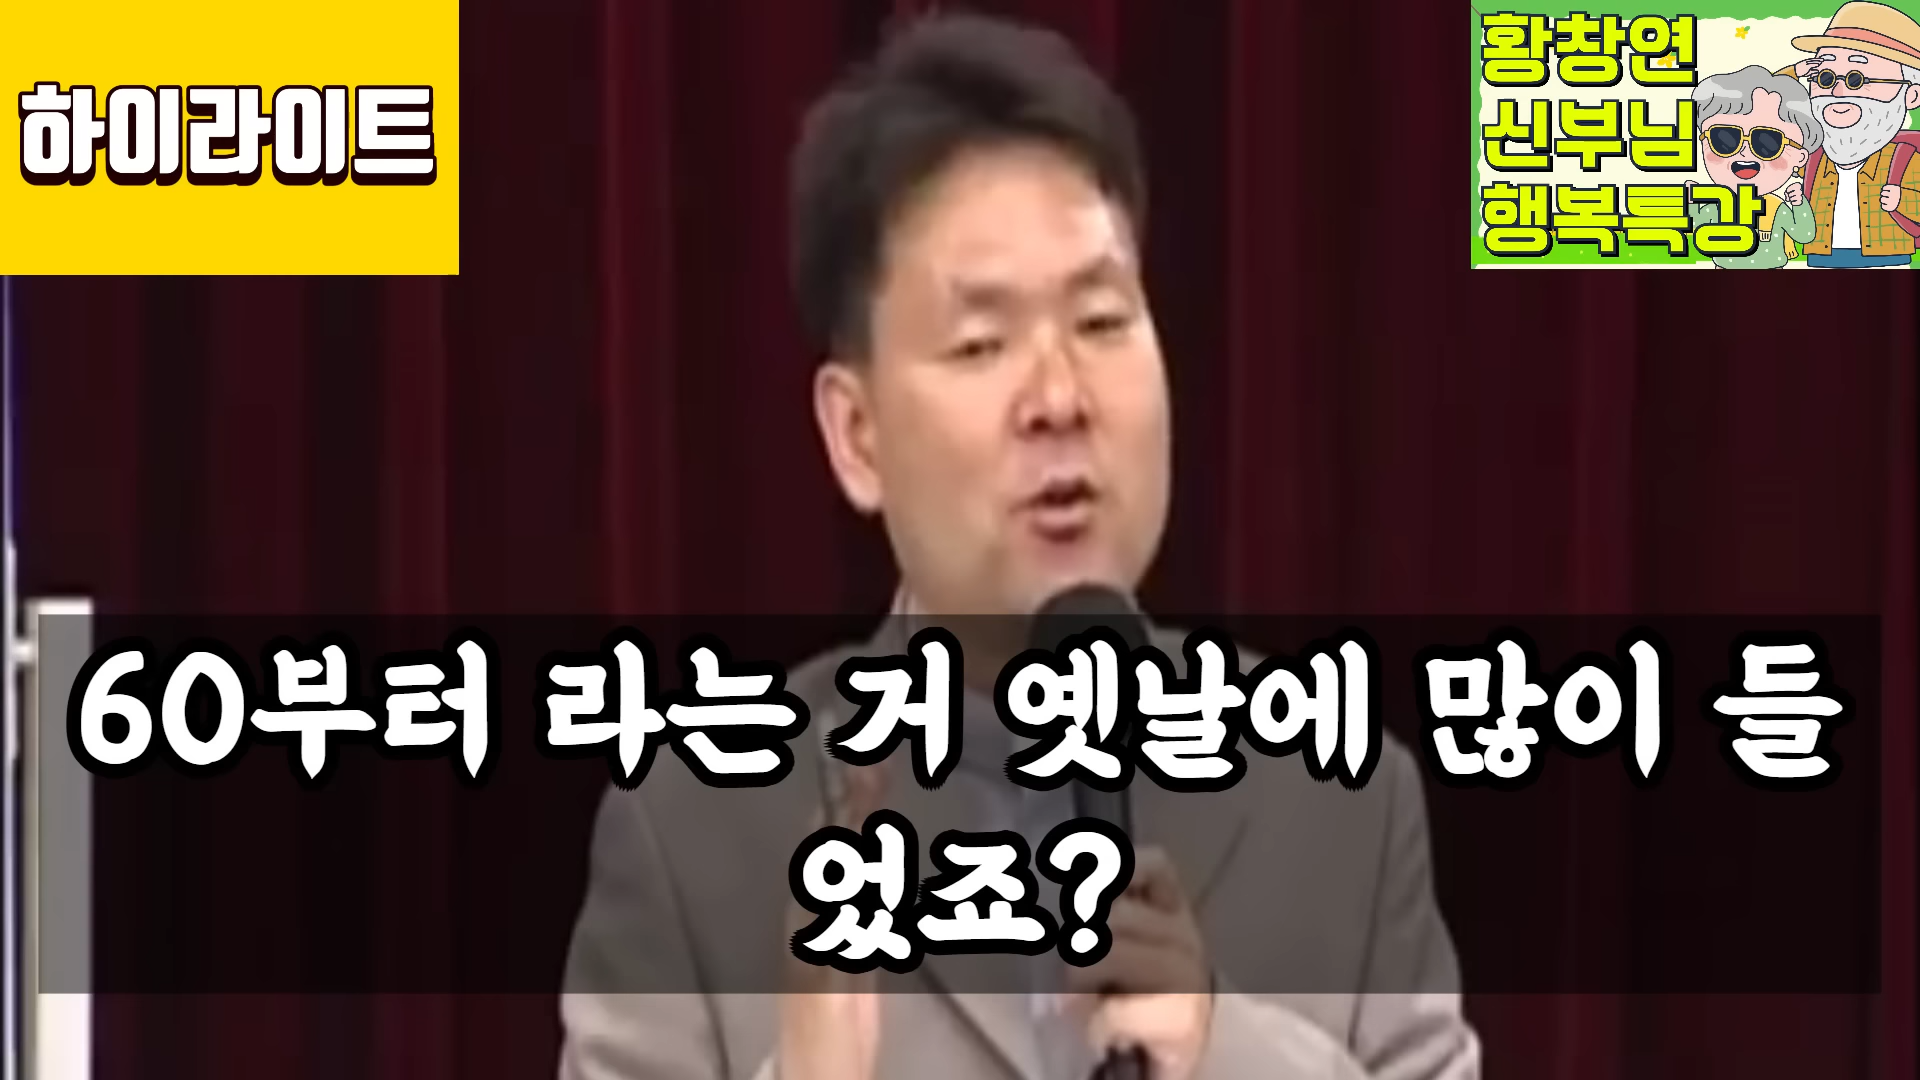 하이라이트
황창연
신부님
행복특강
60부터 라는 거 옛날에 많이 들
었죠?